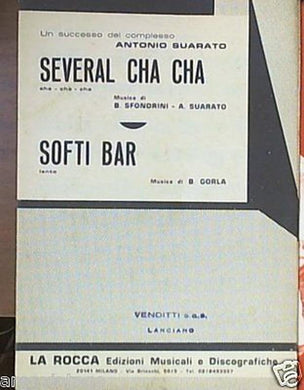 Un successo del complesso
ANTONIO SUARATO
SEVERAL CHA CHA
cha - cha - cha
Musica di
B. SFONDRINI - A. SUARATO
SOFTI BAR
lento
Musica di B. GORLA
VENDITTI s.a.s.
LANCIANO
LA ROCCA Edizioni Musicali e Discografiche
20141 MILANO - Via